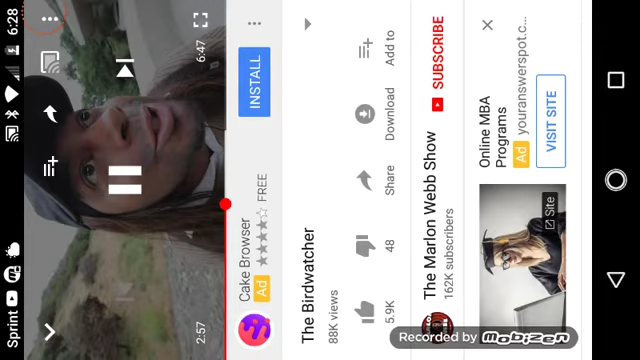 Sprint
6:28
2:57
6:47
Cake Browser
Ad
FREE
INSTALL
The Birdwatcher
88K views
5.9K
48
Share
Download
Add to
The Marlon Webb Show
162K subscribers
SUBSCRIBE
Site
Online MBA
Programs
Ad youranswerspot.c...
VISIT SITE
Recorded by Mobizen